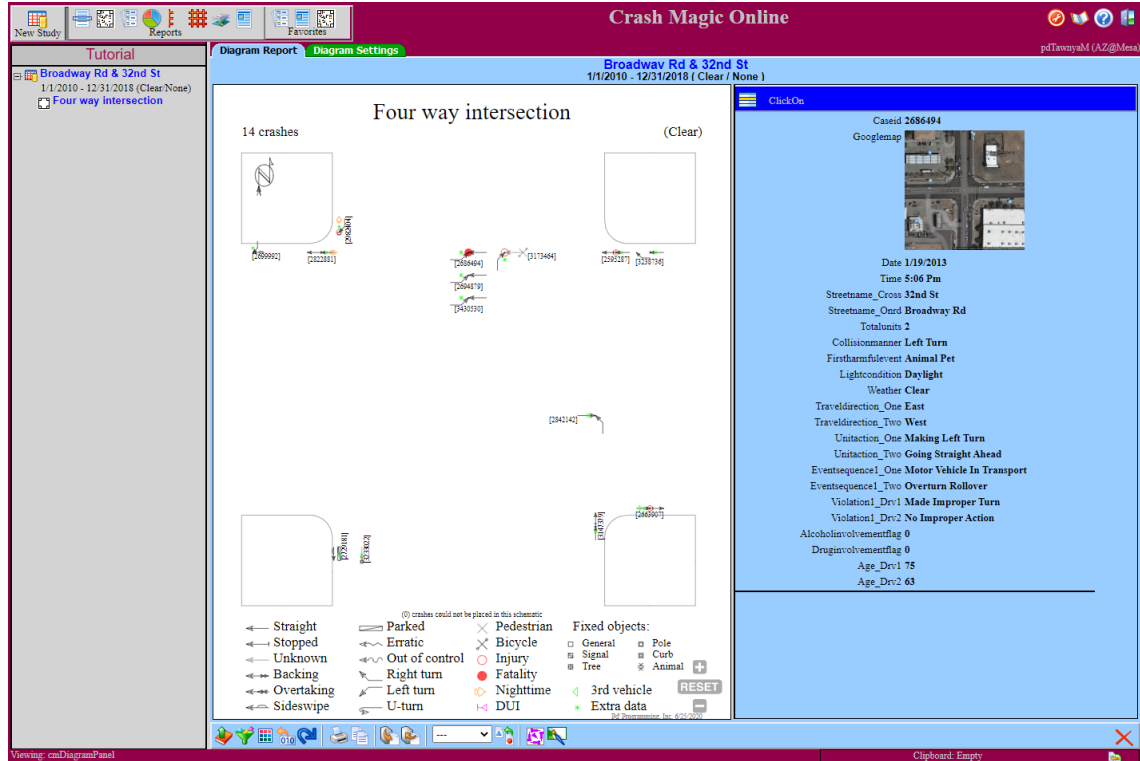 Crash Magic Online
New Study
Reports
Favorites
pdTawnyaM (AZ@Mesa)
Tutorial
Broadway Rd & 32nd St
1/1/2010 - 12/31/2018 (Clear/None)
Four way intersection
Diagram Report
Diagram Settings
Broadway Rd & 32nd St
1/1/2010 - 12/31/2018 ( Clear / None )
Four way intersection
14 crashes
(Clear)
N
[2982604]
[2699992]
[2822881]
[2686494]
[3173464]
[2595287]
[3238736]
[2694879]
[3430530]
[2842142]
[2663907]
[3147379]
[2729181]
[3233022]
(0) crashes could not be placed in this schematic
Straight
Stopped
Unknown
Backing
Overtaking
Sideswipe
Parked
Erratic
Out of control
Right turn
Left turn
U-turn
Pedestrian
Bicycle
Injury
Fatality
Nighttime
DUI
Fixed objects:
General
Signal
Tree
Pole
Curb
Animal
3rd vehicle
Extra data
RESET
Pd' Programming, Inc. 6/25/2020
ClickOn
Caseid 2686494
Googlemap
Date 1/19/2013
Time 5:06 Pm
Streetname_Cross 32nd St
Streetname_Onrd Broadway Rd
Totalunits 2
Collisionmanner Left Turn
Firstharmfulevent Animal Pet
Lightcondition Daylight
Weather Clear
Traveldirection_One East
Traveldirection_Two West
Unitaction_One Making Left Turn
Unitaction_Two Going Straight Ahead
Eventsequence1_One Motor Vehicle In Transport
Eventsequence1_Two Overturn Rollover
Violation1_Drv1 Made Improper Turn
Violation1_Drv2 No Improper Action
Alcoholinvolvementflag 0
Druginvolvementflag 0
Age_Drv1 75
Age_Drv2 63
010
---
Viewing: cmDiagramPanel
Clipboard: Empty